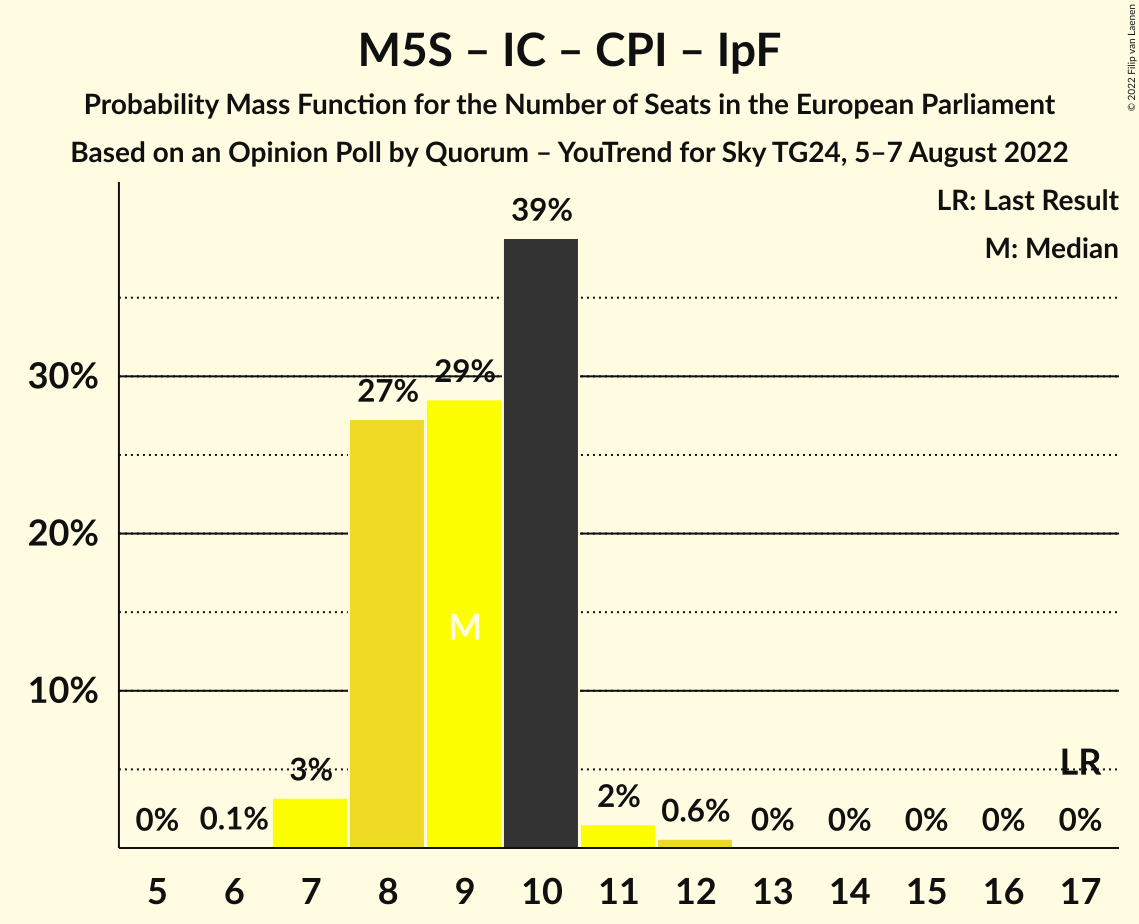 M5S – IC – CPI – IpF
Probability Mass Function for the Number of Seats in the European Parliament
Based on an Opinion Poll by Quorum – YouTrend for Sky TG24, 5–7 August 2022
© 2022 Filip van Laenen
LR: Last Result
M: Median
39%
30%
29%
27%
20%
M
10%
LR
3%
2%
0.6%
0% 0.1% 0% 0% 0% 0% 0%
5 6 7 8 9 10 11 12 13 14 15 16 17